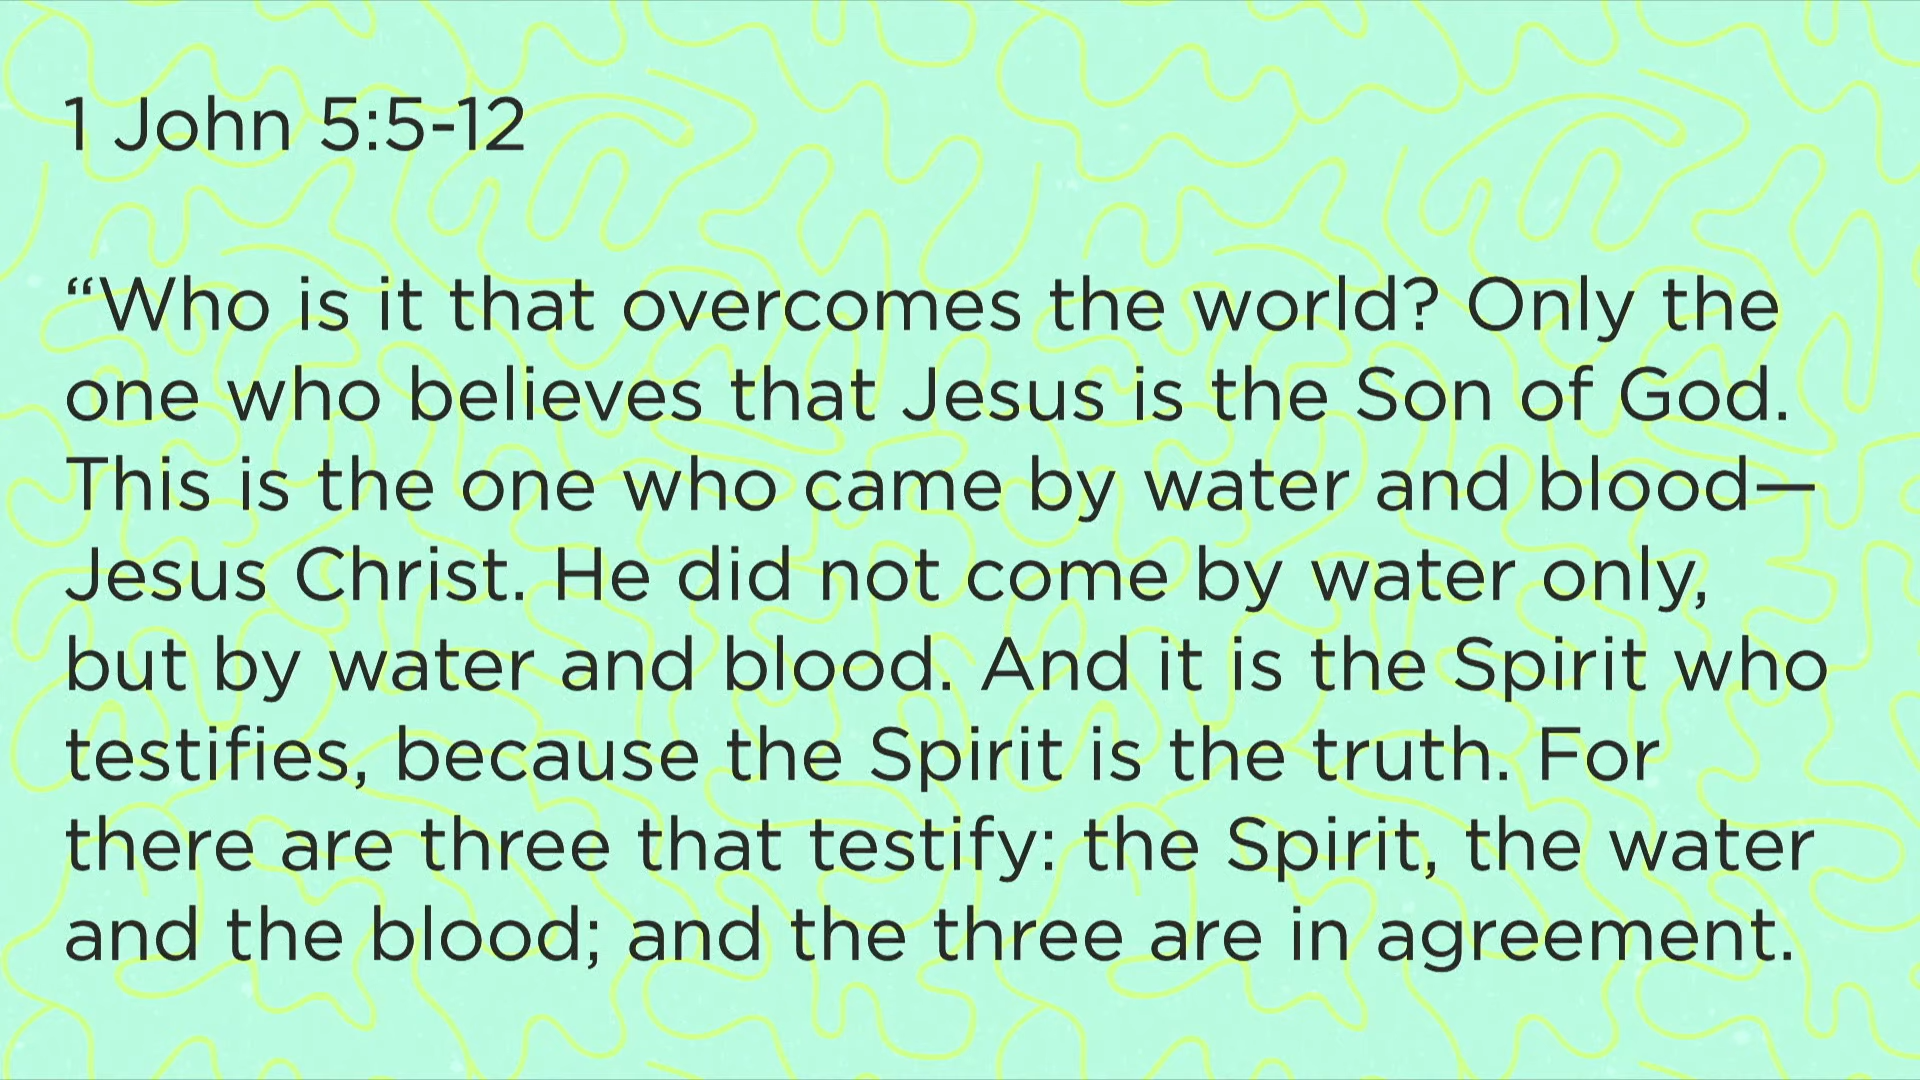 1 John 5:5-12
“Who is it that overcomes the world? Only the
one who believes that Jesus is the Son of God.
This is the one who came by water and blood—
Jesus Christ. He did not come by water only,
but by water and blood. And it is the Spirit who
testifies, because the Spirit is the truth. For
there are three that testify: the Spirit, the water
and the blood; and the three are in agreement.